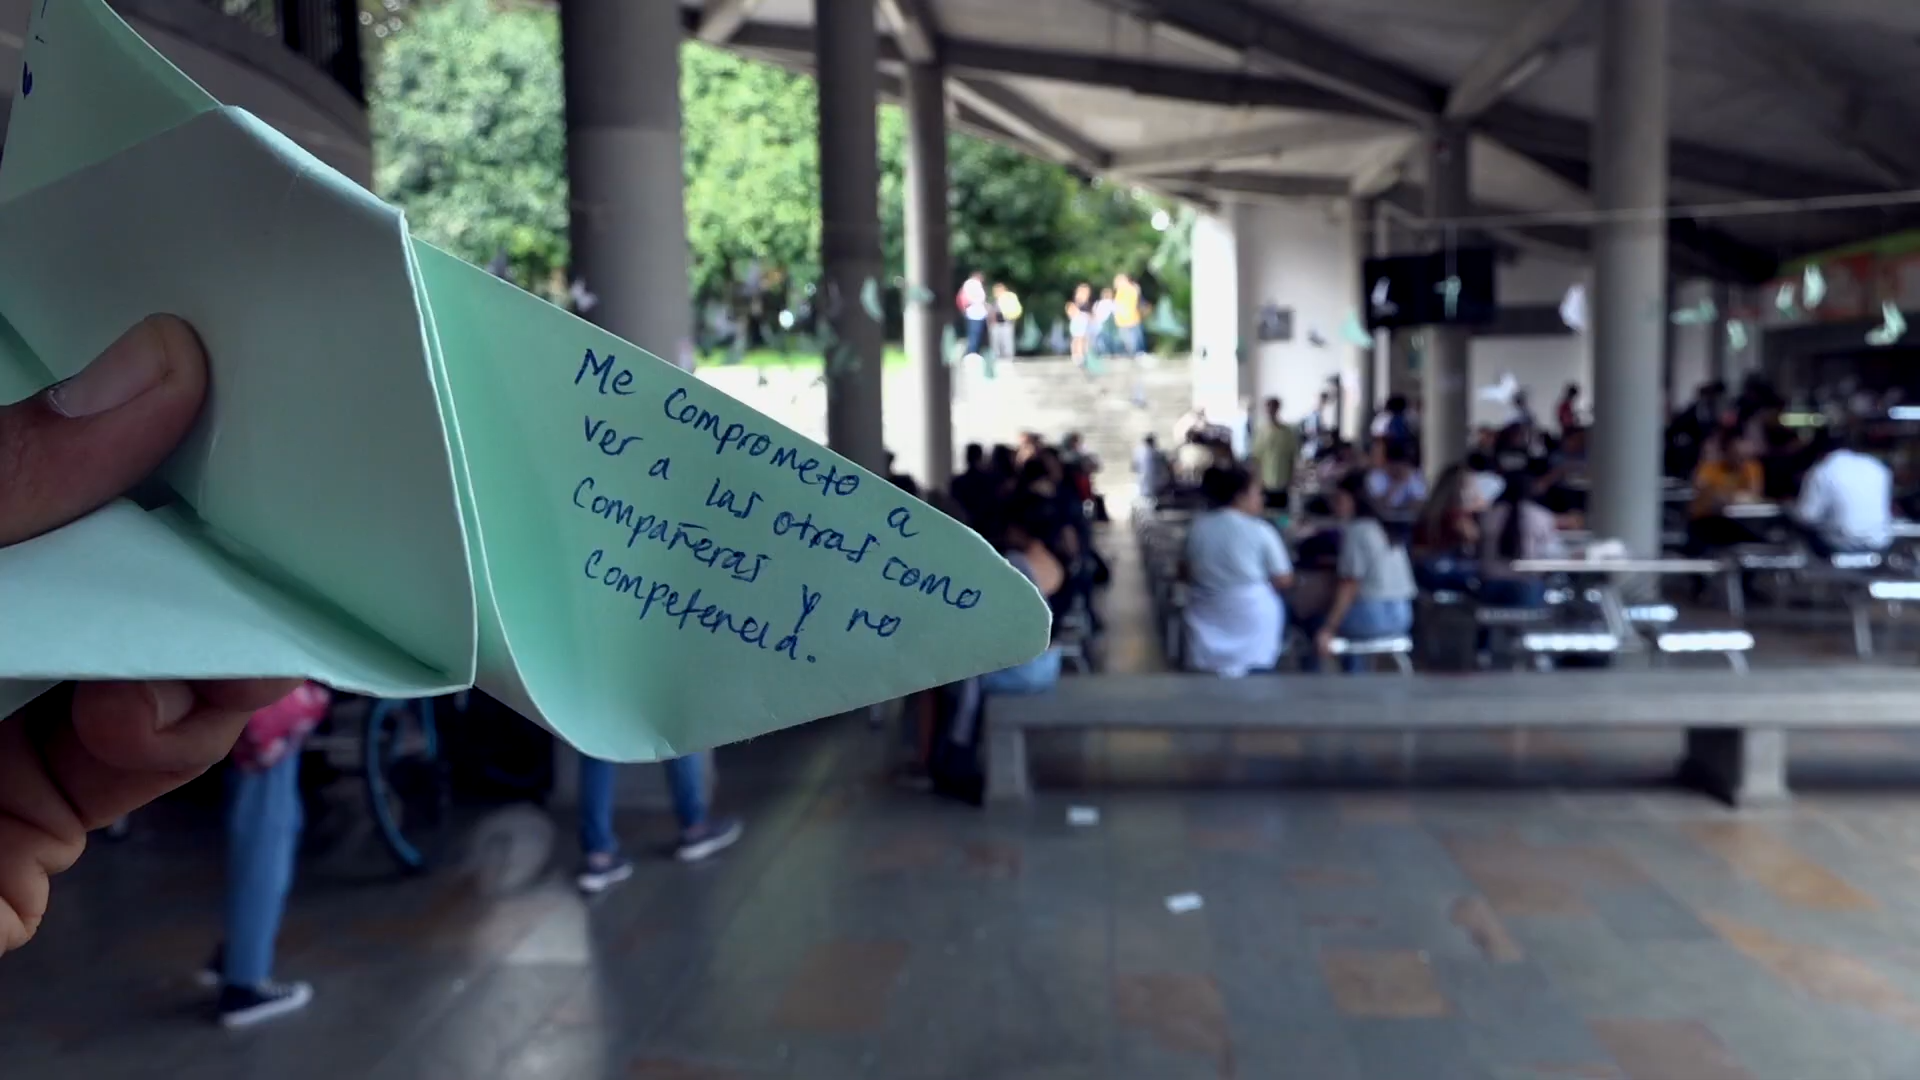 Me comprometo a
ver a las otras como
compañeras y no
competencia.